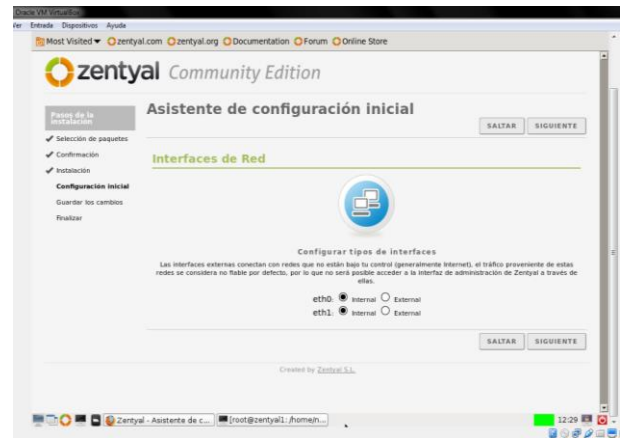 Oracle VM VirtualBox
Ver Entrada Dispositivos Ayuda
Most Visited Ozentyal.com Ozentyal.org Documentation Forum Online Store
zentyal Community Edition
Pasos de la instalación
Selección de paquetes
Confirmación
Instalación
Configuración inicial
Guardar los cambios
Finalizar
Asistente de configuración inicial
SALTAR SIGUIENTE
Interfaces de Red
Configurar tipos de interfaces
Las interfaces externas conectan con redes que no están bajo tu control (generalmente Internet), el tráfico proveniente de estas
redes se considera no fiable por defecto, por lo que no será posible acceder a la interfaz de administración de Zentyal a través de
ellas.
eth0: Internal External
eth1: Internal External
SALTAR SIGUIENTE
Created by Zentyal S.L.
Zentyal - Asistente de c... [root@zentyal1: /home/n... 12:29